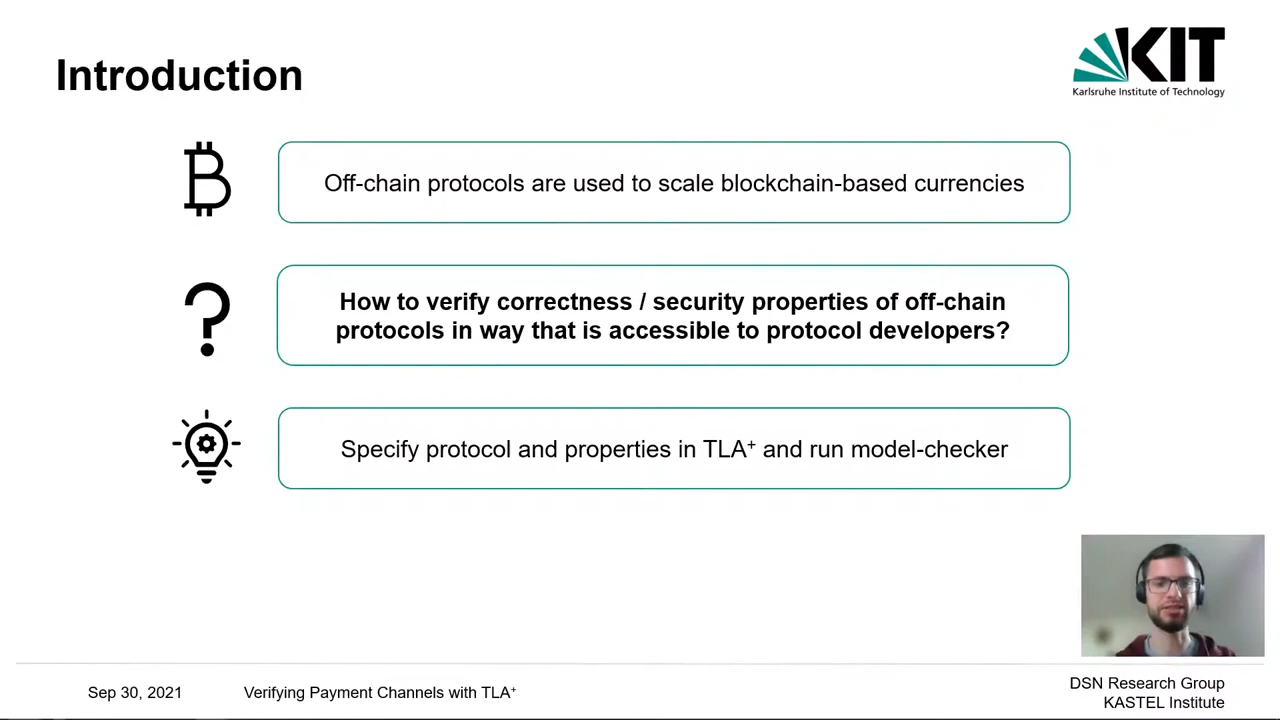 Introduction
KIT
Karlsruhe Institute of Technology
Off-chain protocols are used to scale blockchain-based currencies
How to verify correctness / security properties of off-chain
protocols in way that is accessible to protocol developers?
Specify protocol and properties in TLA⁺ and run model-checker
Sep 30, 2021
Verifying Payment Channels with TLA⁺
DSN Research Group
KASTEL Institute